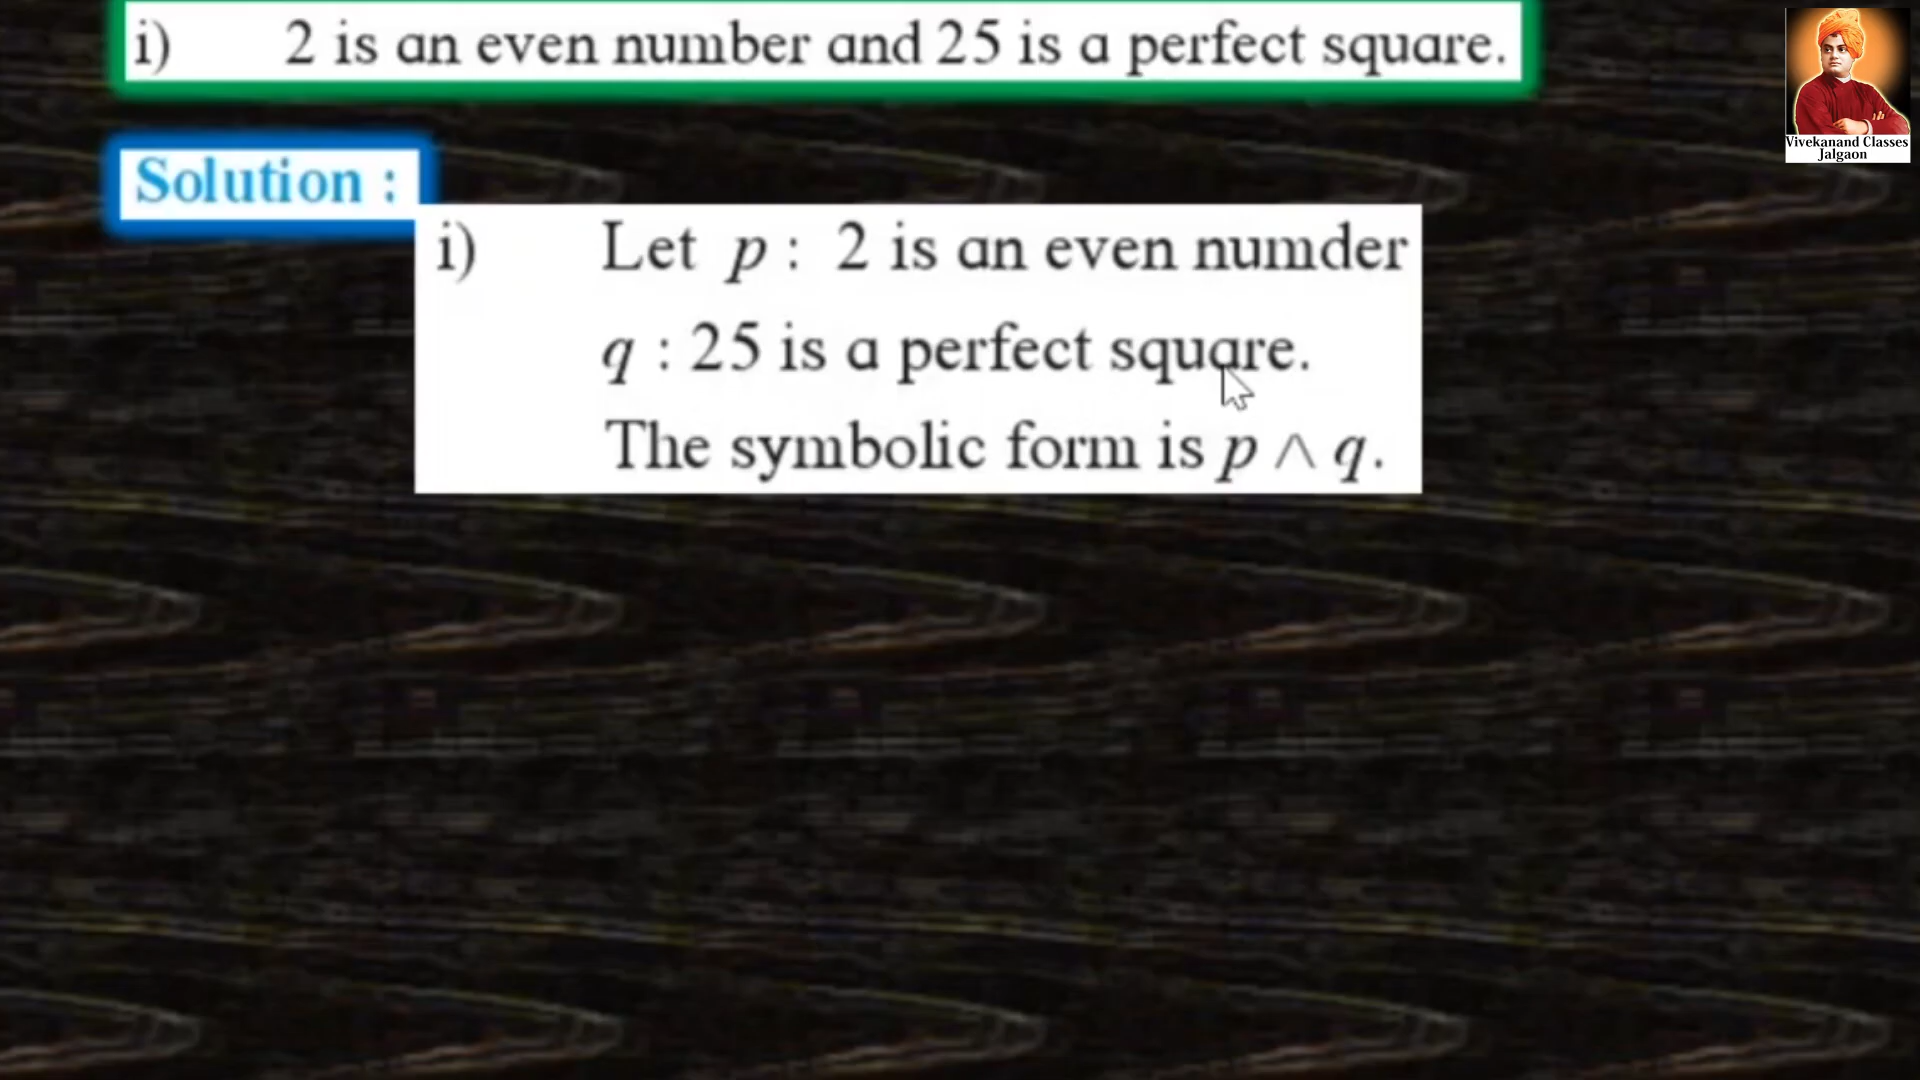 i) 2 is an even number and 25 is a perfect square.
Vivekanand Classes
Jalgaon
Solution :
i) Let p : 2 is an even numder
q : 25 is a perfect square.
The symbolic form is p ∧ q.